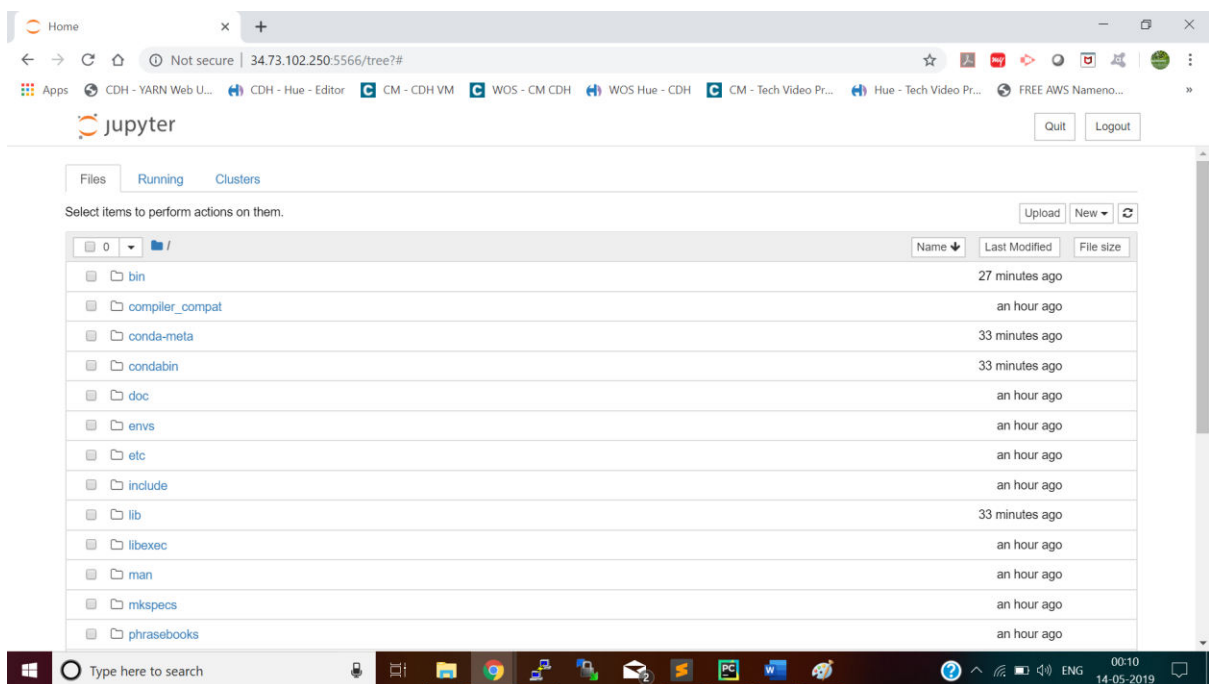 Home
Not secure | 34.73.102.250:5566/tree?#
Apps CDH - YARN Web U... CDH - Hue - Editor CM - CDH VM WOS - CM CDH WOS Hue - CDH CM - Tech Video Pr... Hue - Tech Video Pr... FREE AWS Nameno... »
jupyter Quit Logout
Files Running Clusters
Select items to perform actions on them. Upload New
0 / Name Last Modified File size
bin 27 minutes ago
compiler_compat an hour ago
conda-meta 33 minutes ago
condabin 33 minutes ago
doc an hour ago
envs an hour ago
etc an hour ago
include an hour ago
lib 33 minutes ago
libexec an hour ago
man an hour ago
mkspecs an hour ago
phrasebooks an hour ago
Type here to search ENG 00:10
14-05-2019